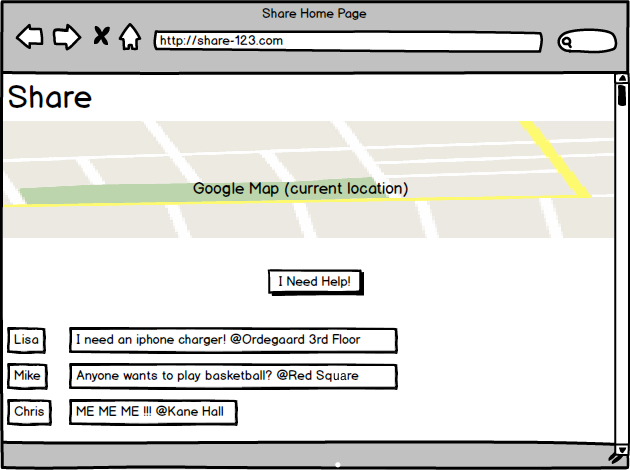 Share Home Page
http://share-123.com
Share
Google Map (current location)
I Need Help!
Lisa
I need an iphone charger! @Ordegaard 3rd Floor
Mike
Anyone wants to play basketball? @Red Square
Chris
ME ME ME !!! @Kane Hall